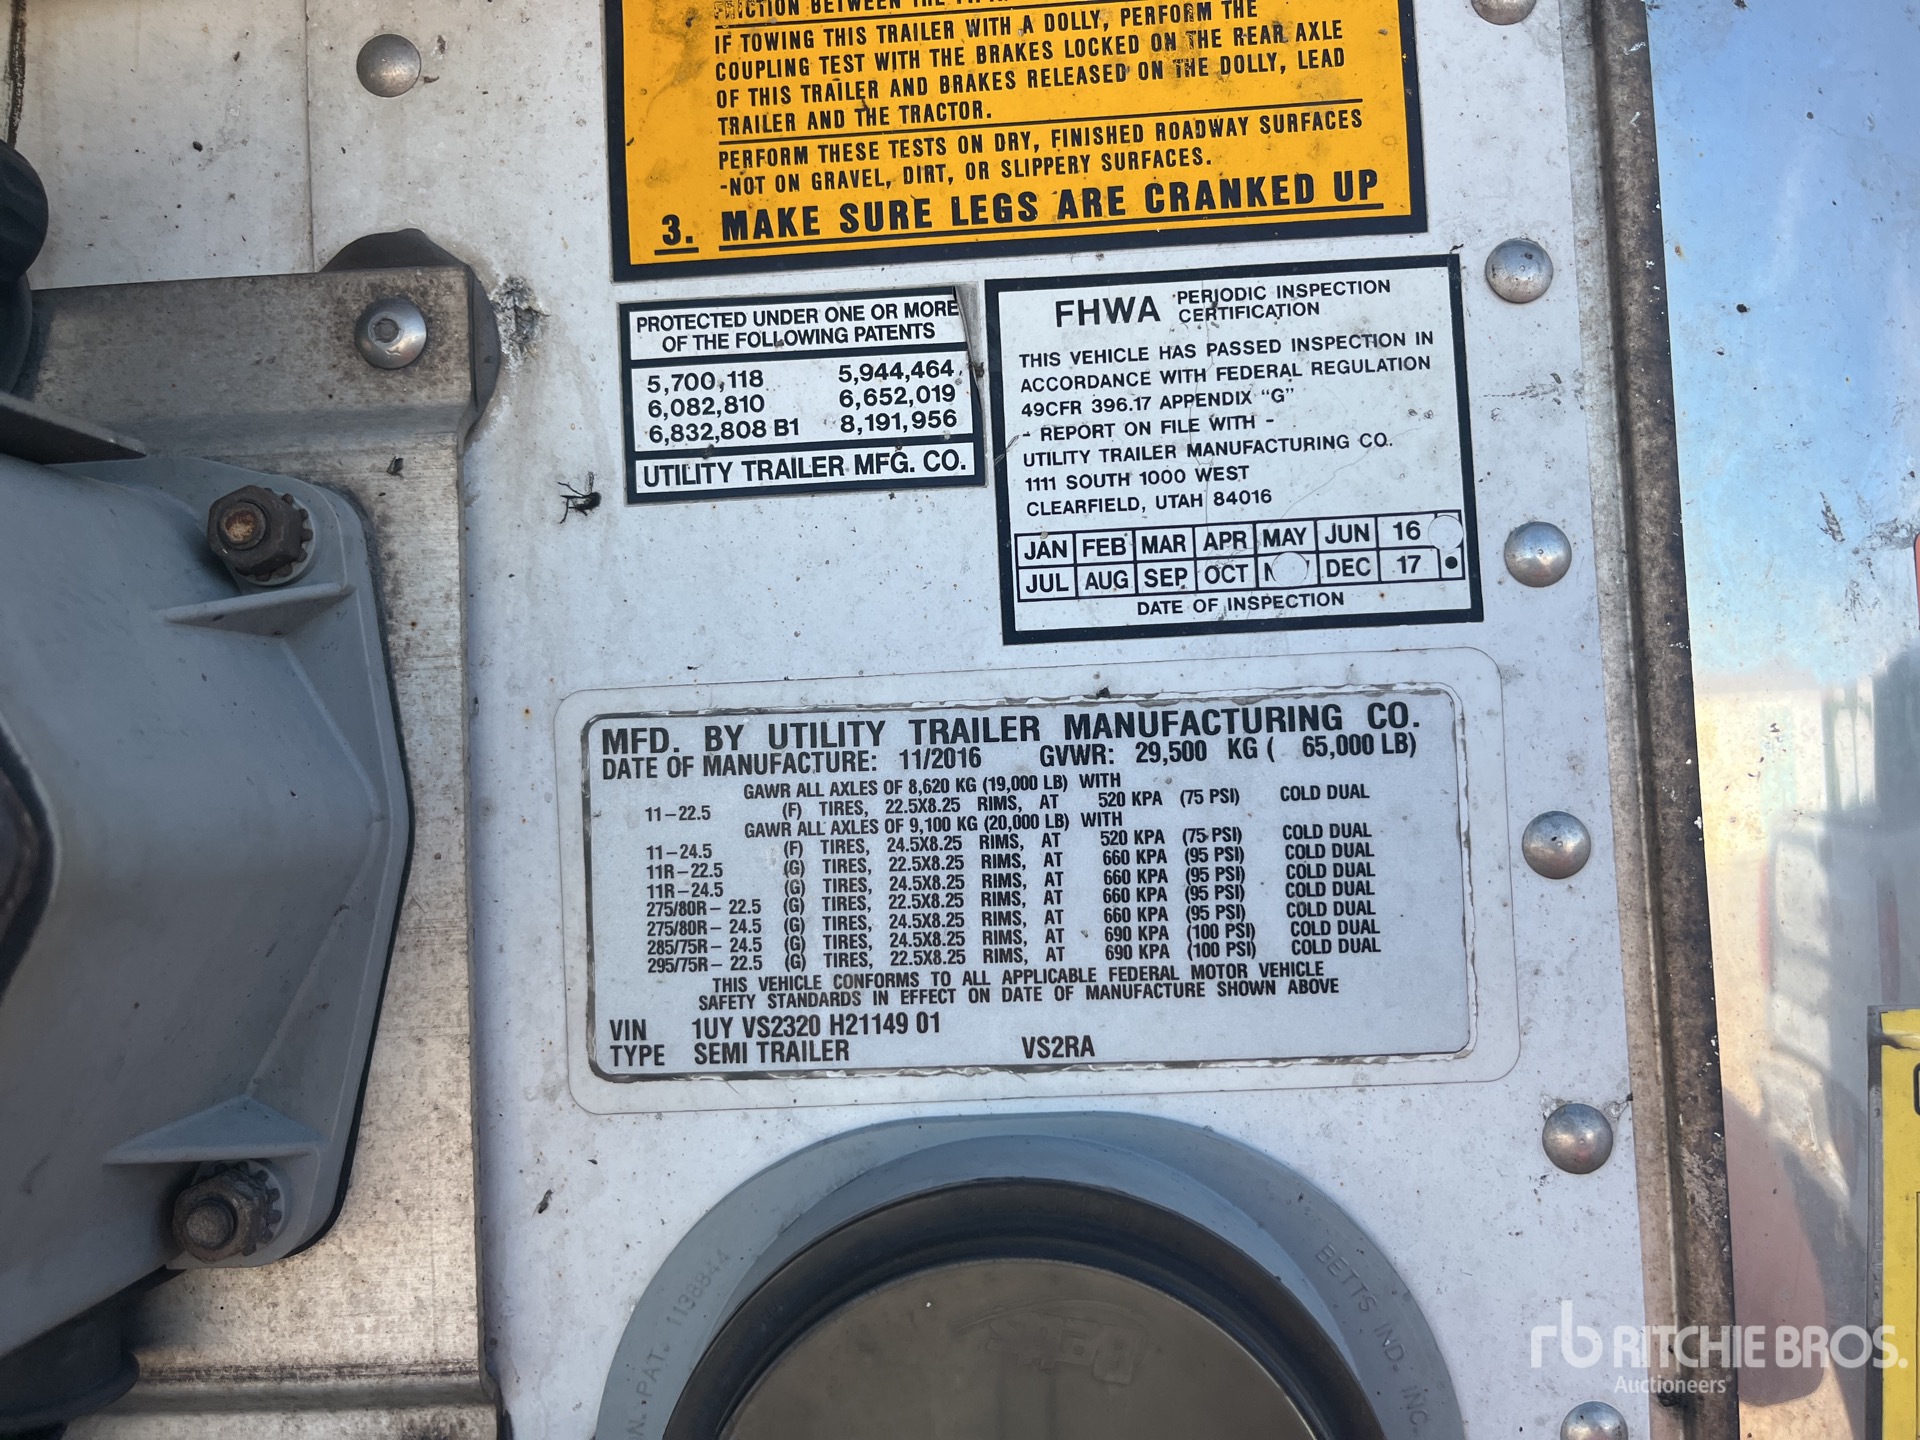 FRICTION BETWEEN THE
IF TOWING THIS TRAILER WITH A DOLLY, PERFORM THE
COUPLING TEST WITH THE BRAKES LOCKED ON THE REAR AXLE
OF THIS TRAILER AND BRAKES RELEASED ON THE DOLLY, LEAD
TRAILER AND THE TRACTOR.
PERFORM THESE TESTS ON DRY, FINISHED ROADWAY SURFACES
-NOT ON GRAVEL, DIRT, OR SLIPPERY SURFACES.
3. MAKE SURE LEGS ARE CRANKED UP
PROTECTED UNDER ONE OR MORE
OF THE FOLLOWING PATENTS
5,700,118 5,944,464
6,082,810 6,652,019
6,832,808 B1 8,191,956
UTILITY TRAILER MFG. CO.
FHWA PERIODIC INSPECTION
CERTIFICATION
THIS VEHICLE HAS PASSED INSPECTION IN
ACCORDANCE WITH FEDERAL REGULATION
49CFR 396.17 APPENDIX "G"
- REPORT ON FILE WITH -
UTILITY TRAILER MANUFACTURING CO.
1111 SOUTH 1000 WEST
CLEARFIELD, UTAH 84016
JAN FEB MAR APR MAY JUN 16
JUL AUG SEP OCT DEC 17 •
DATE OF INSPECTION
MFD. BY UTILITY TRAILER MANUFACTURING CO.
DATE OF MANUFACTURE: 11/2016 GVWR: 29,500 KG ( 65,000 LB)
GAWR ALL AXLES OF 8,620 KG (19,000 LB) WITH
11-22.5 (F) TIRES, 22.5X8.25 RIMS, AT 520 KPA (75 PSI) COLD DUAL
GAWR ALL AXLES OF 9,100 KG (20,000 LB) WITH
11-24.5 (F) TIRES, 24.5X8.25 RIMS, AT 520 KPA (75 PSI) COLD DUAL
11R-22.5 (G) TIRES, 22.5X8.25 RIMS, AT 660 KPA (95 PSI) COLD DUAL
11R-24.5 (G) TIRES, 24.5X8.25 RIMS, AT 660 KPA (95 PSI) COLD DUAL
275/80R- 22.5 (G) TIRES, 22.5X8.25 RIMS, AT 660 KPA (95 PSI) COLD DUAL
275/80R- 24.5 (G) TIRES, 24.5X8.25 RIMS, AT 660 KPA (95 PSI) COLD DUAL
285/75R- 24.5 (G) TIRES, 24.5X8.25 RIMS, AT 690 KPA (100 PSI) COLD DUAL
295/75R- 22.5 (G) TIRES, 22.5X8.25 RIMS, AT 690 KPA (100 PSI) COLD DUAL
THIS VEHICLE CONFORMS TO ALL APPLICABLE FEDERAL MOTOR VEHICLE
SAFETY STANDARDS IN EFFECT ON DATE OF MANUFACTURE SHOWN ABOVE
VIN 1UY VS2320 H21149 01
TYPE SEMI TRAILER VS2RA
PAT. 1138844
BETTS IND. INC.
rb RITCHIE BROS.
Auctioneers